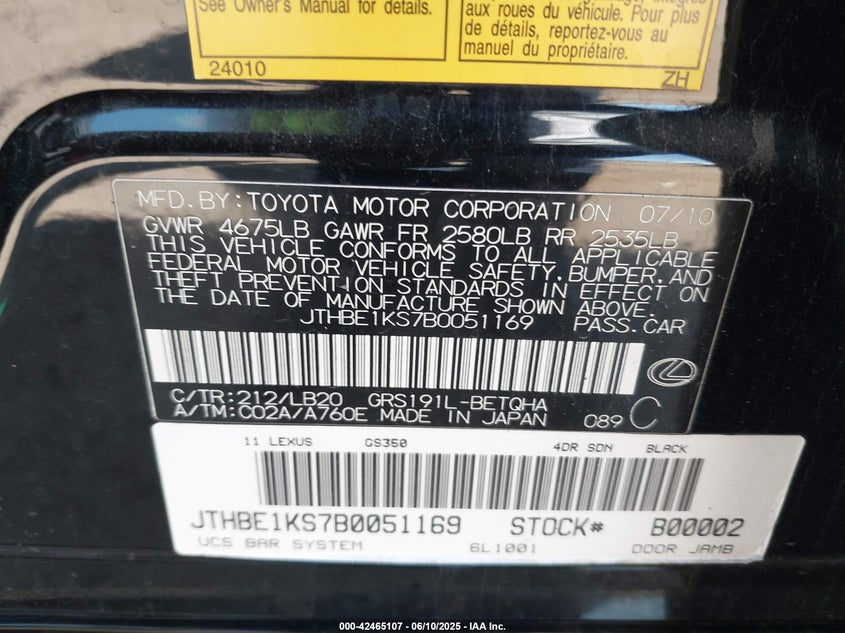 See Owner's Manual for details.
24010
aux roues du véhicule. Pour plus
de détails, reportez-vous au
manuel du propriétaire.
ZH
MFD.BY:TOYOTA MOTOR CORPORATION 07/10
GVWR 4675LB GAWR FR 2580LB RR 2535LB
THIS VEHICLE CONFORMS TO ALL APPLICABLE
FEDERAL MOTOR VEHICLE SAFETY,BUMPER,AND
THEFT PREVENTION STANDARDS IN EFFECT ON
THE DATE OF MANUFACTURE SHOWN ABOVE.
JTHBE1KS7B0051169 PASS.CAR
C/TR:212/LB20 GRS191L-BETQHA
A/TM:C02A/A760E MADE IN JAPAN 089 C
11 LEXUS GS350 4DR SDN BLACK
JTHBE1KS7B0051169 STOCK# B00002
UCS BAR SYSTEM 6L1001 DOOR JAMB
000-42465107 - 06/10/2025 - IAA Inc.